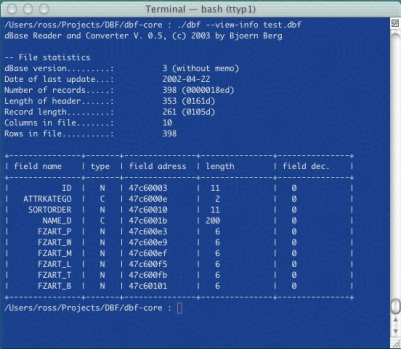 Terminal — bash (ttyp1)
/Users/ross/Projects/DBF/dbf-core : ./dbf --view-info test.dbf
dBase Reader and Converter V. 0.5, (c) 2003 by Bjoern Berg
-- File statistics
dBase version.........: 3 (without memo)
Date of last update...: 2002-04-22
Number of records.....: 398 (0000018ed)
Length of header......: 353 (0161d)
Record length.........: 261 (0105d)
Columns in file.......: 10
Rows in file..........: 398
| field name | type | field adress | length | field dec. |
| ID | N | 47c60003 | 11 | 0 |
| ATTRKATEGO | C | 47c6000e | 2 | 0 |
| SORTORDER | N | 47c60010 | 11 | 0 |
| NAME_D | C | 47c6001b | 200 | 0 |
| FZART_P | N | 47c600e3 | 6 | 0 |
| FZART_W | N | 47c600e9 | 6 | 0 |
| FZART_M | N | 47c600ef | 6 | 0 |
| FZART_L | N | 47c600f5 | 6 | 0 |
| FZART_T | N | 47c600fb | 6 | 0 |
| FZART_B | N | 47c60101 | 6 | 0 |
/Users/ross/Projects/DBF/dbf-core :